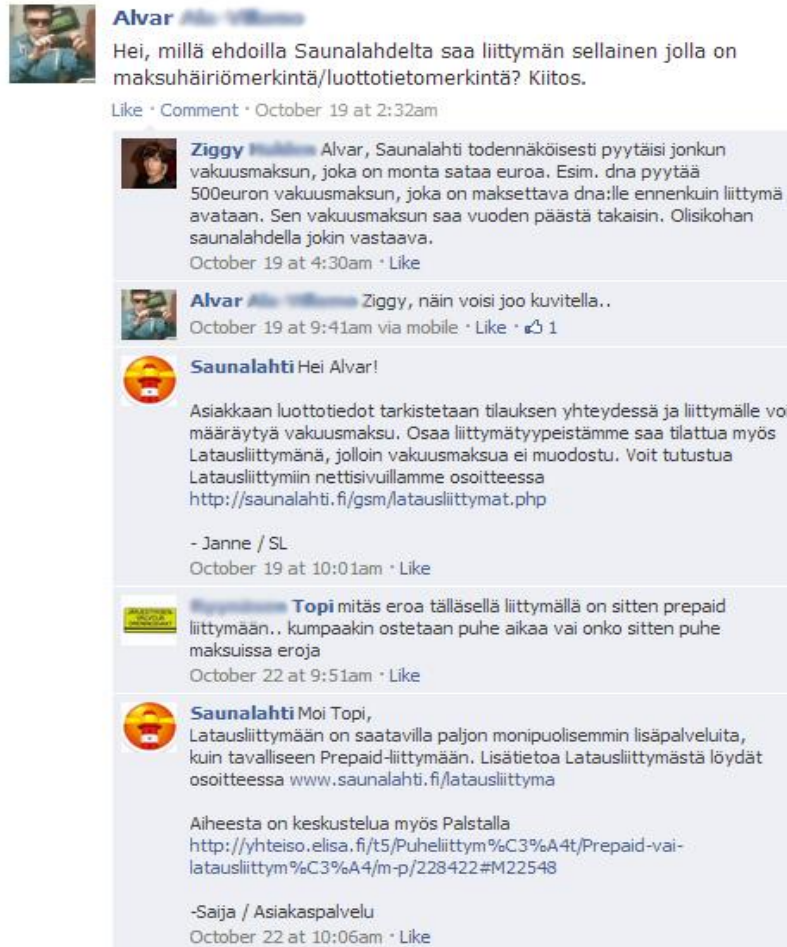 Alvar
Hei, millä ehdoilla Saunalahdelta saa liittymän sellainen jolla on
maksuhäiriömerkintä/luottotietomerkintä? Kiitos.
Like · Comment · October 19 at 2:32am
Ziggy Alvar, Saunalahti todennäköisesti pyytäisi jonkun
vakuusmaksun, joka on monta sataa euroa. Esim. dna pyytää
500euron vakuusmaksun, joka on maksettava dna:lle ennenkuin liittymä
avataan. Sen vakuusmaksun saa vuoden päästä takaisin. Olisikohan
saunalahdella jokin vastaava.
October 19 at 4:30am · Like
Alvar Ziggy, näin voisi joo kuvitella..
October 19 at 9:41am via mobile · Like · 1
Saunalahti Hei Alvar!
Asiakkaan luottotiedot tarkistetaan tilauksen yhteydessä ja liittymälle voi
määräytyä vakuusmaksu. Osaa liittymätyypeistämme saa tilattua myös
Latausliittymänä, jolloin vakuusmaksua ei muodostu. Voit tutustua
Latausliittymiin nettisivuillamme osoitteessa
http://saunalahti.fi/gsm/latausliittymat.php
- Janne / SL
October 19 at 10:01am · Like
Topi mitäs eroa tälläsellä liittymällä on sitten prepaid
liittymään.. kumpaakin ostetaan puhe aikaa vai onko sitten puhe
maksuissa eroja
October 22 at 9:51am · Like
Saunalahti Moi Topi,
Latausliittymään on saatavilla paljon monipuolisemmin lisäpalveluita,
kuin tavalliseen Prepaid-liittymään. Lisätietoa Latausliittymästä löydät
osoitteessa www.saunalahti.fi/latausliittyma
Aiheesta on keskustelua myös Palstalla
http://yhteiso.elisa.fi/t5/Puheliittym%C3%A4t/Prepaid-vai-
latausliittym%C3%A4/m-p/228422#M22548
-Saija / Asiakaspalvelu
October 22 at 10:06am · Like